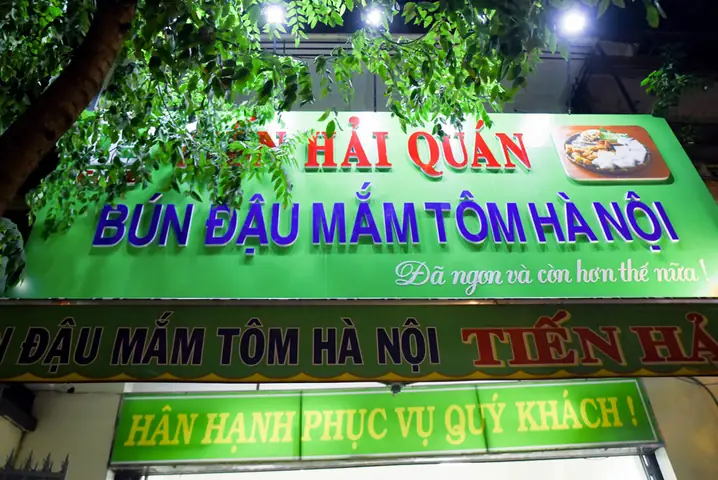 TIẾN HẢI QUÁN
BÚN ĐẬU MẮM TÔM HÀ NỘI
Đã ngon và còn hơn thế nữa !
ĐẬU MẮM TÔM HÀ NỘI TIẾN HẢ
HÂN HẠNH PHỤC VỤ QUÝ KHÁCH !